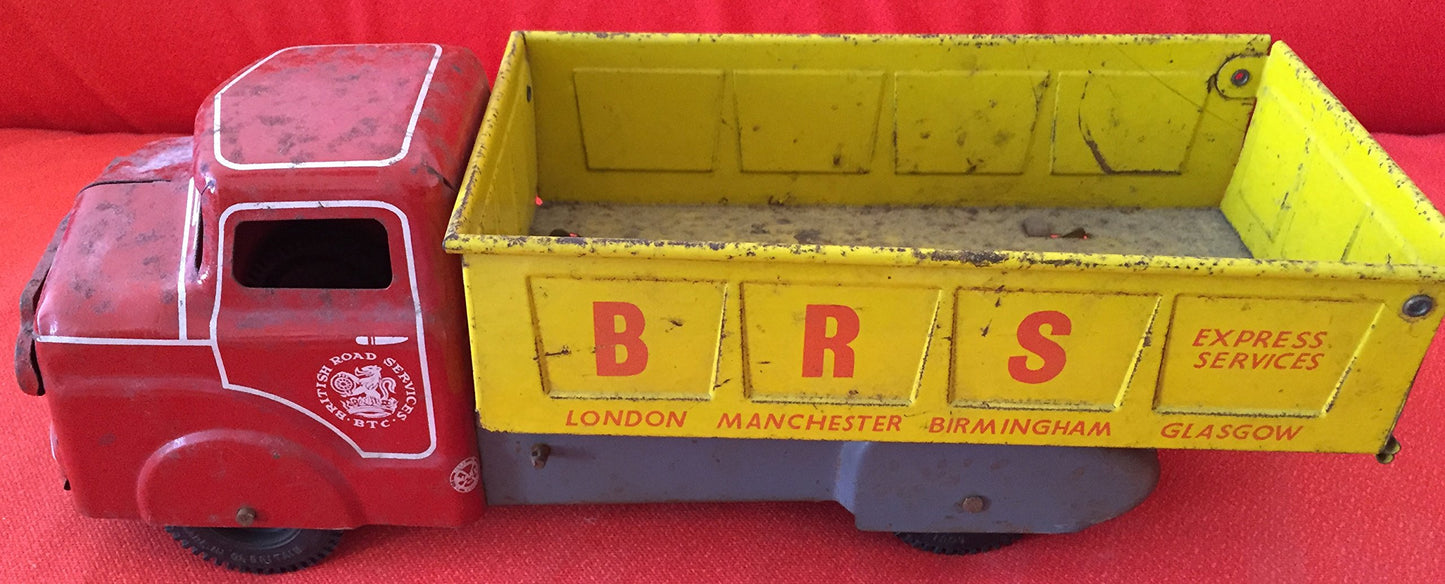 B R S
EXPRESS
SERVICES
LONDON MANCHESTER BIRMINGHAM GLASGOW
BRITISH ROAD SERVICES
· BTC ·